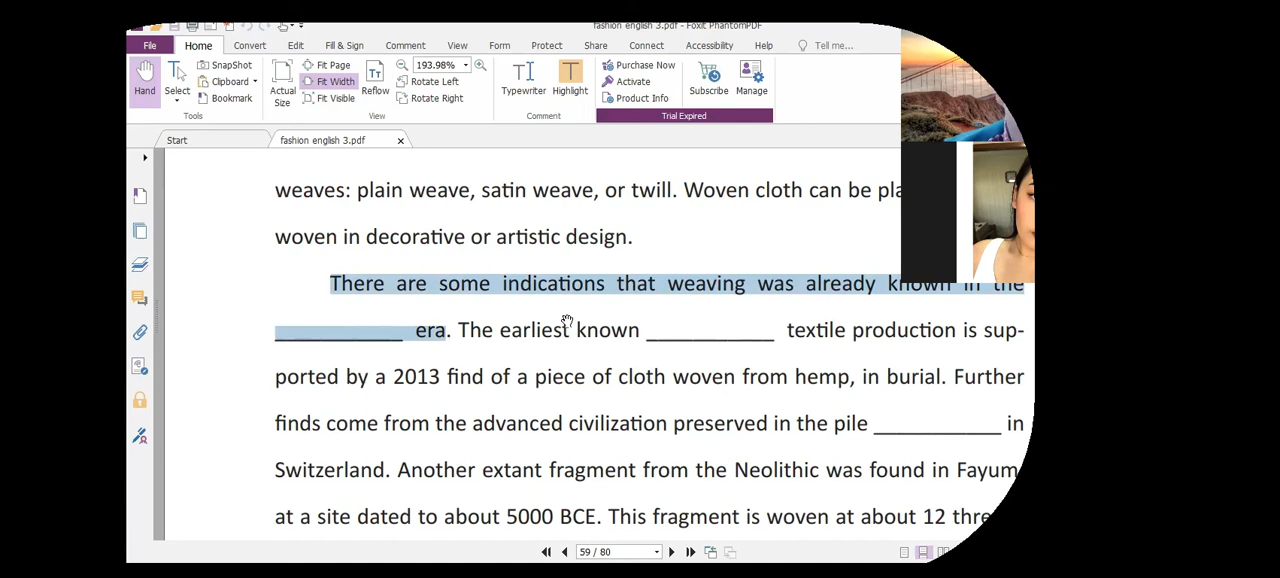 fashion english 3.pdf - Foxit PhantomPDF
File Home Convert Edit Fill & Sign Comment View Form Protect Share Connect Accessibility Help Tell me...
Hand
Select
SnapShot
Clipboard
Bookmark
Tools
Actual Size
Fit Page
Fit Width
Fit Visible
Reflow
193.98%
Rotate Left
Rotate Right
View
Typewriter
Highlight
Comment
Purchase Now
Activate
Product Info
Trial Expired
Subscribe
Manage
Start
fashion english 3.pdf
weaves: plain weave, satin weave, or twill. Woven cloth can be
woven in decorative or artistic design.
There are some indications that weaving was already known in the
___________ era. The earliest known ___________ textile production is sup-
ported by a 2013 find of a piece of cloth woven from hemp, in burial. Further
finds come from the advanced civilization preserved in the pile ___________ in
Switzerland. Another extant fragment from the Neolithic was found in Fayum,
at a site dated to about 5000 BCE. This fragment is woven at about 12
59 / 80